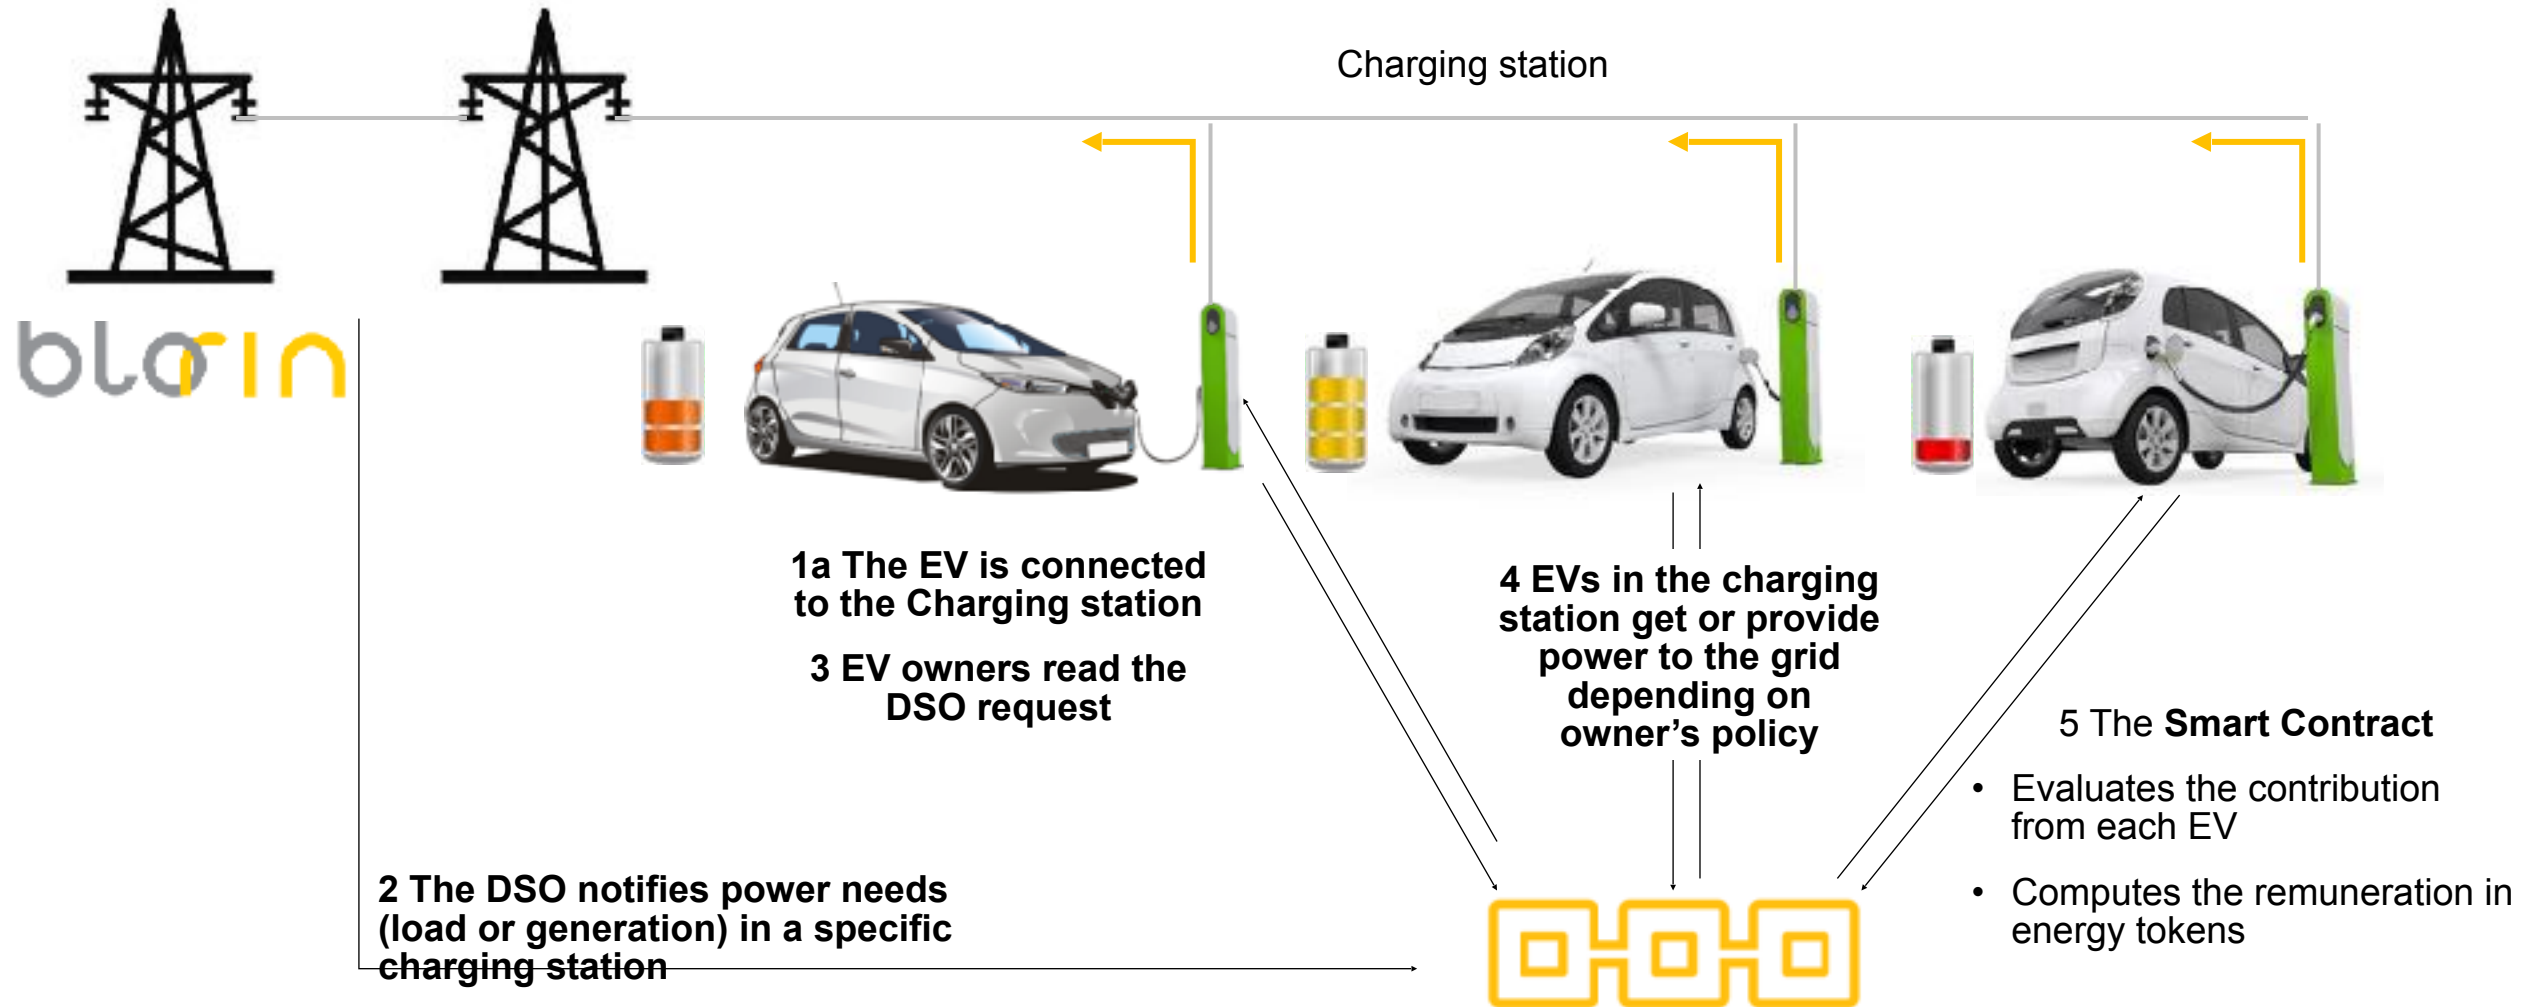 Charging station
blorin
1a The EV is connected
to the Charging station
3 EV owners read the
DSO request
2 The DSO notifies power needs
(load or generation) in a specific
charging station
4 EVs in the charging
station get or provide
power to the grid
depending on
owner’s policy
5 The Smart Contract
• Evaluates the contribution
from each EV
• Computes the remuneration in
energy tokens